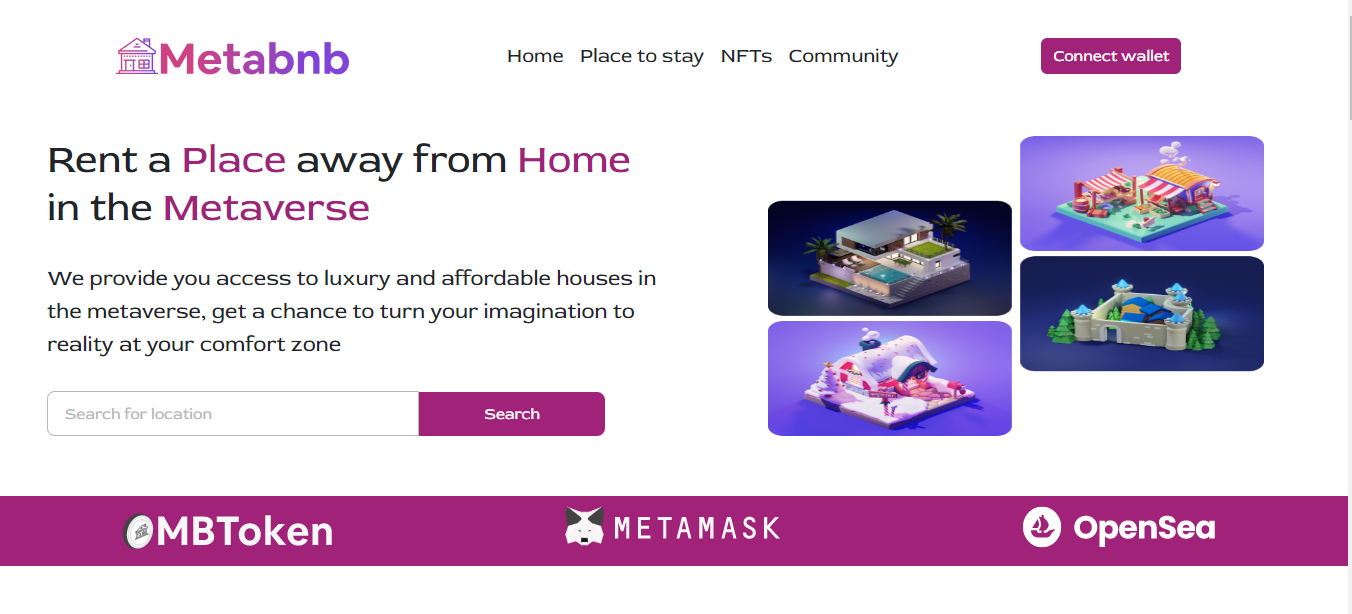 Metabnb
Home Place to stay NFTs Community
Connect wallet
Rent a Place away from Home
in the Metaverse
We provide you access to luxury and affordable houses in
the metaverse, get a chance to turn your imagination to
reality at your comfort zone
Search for location
Search
MBToken
METAMASK
OpenSea